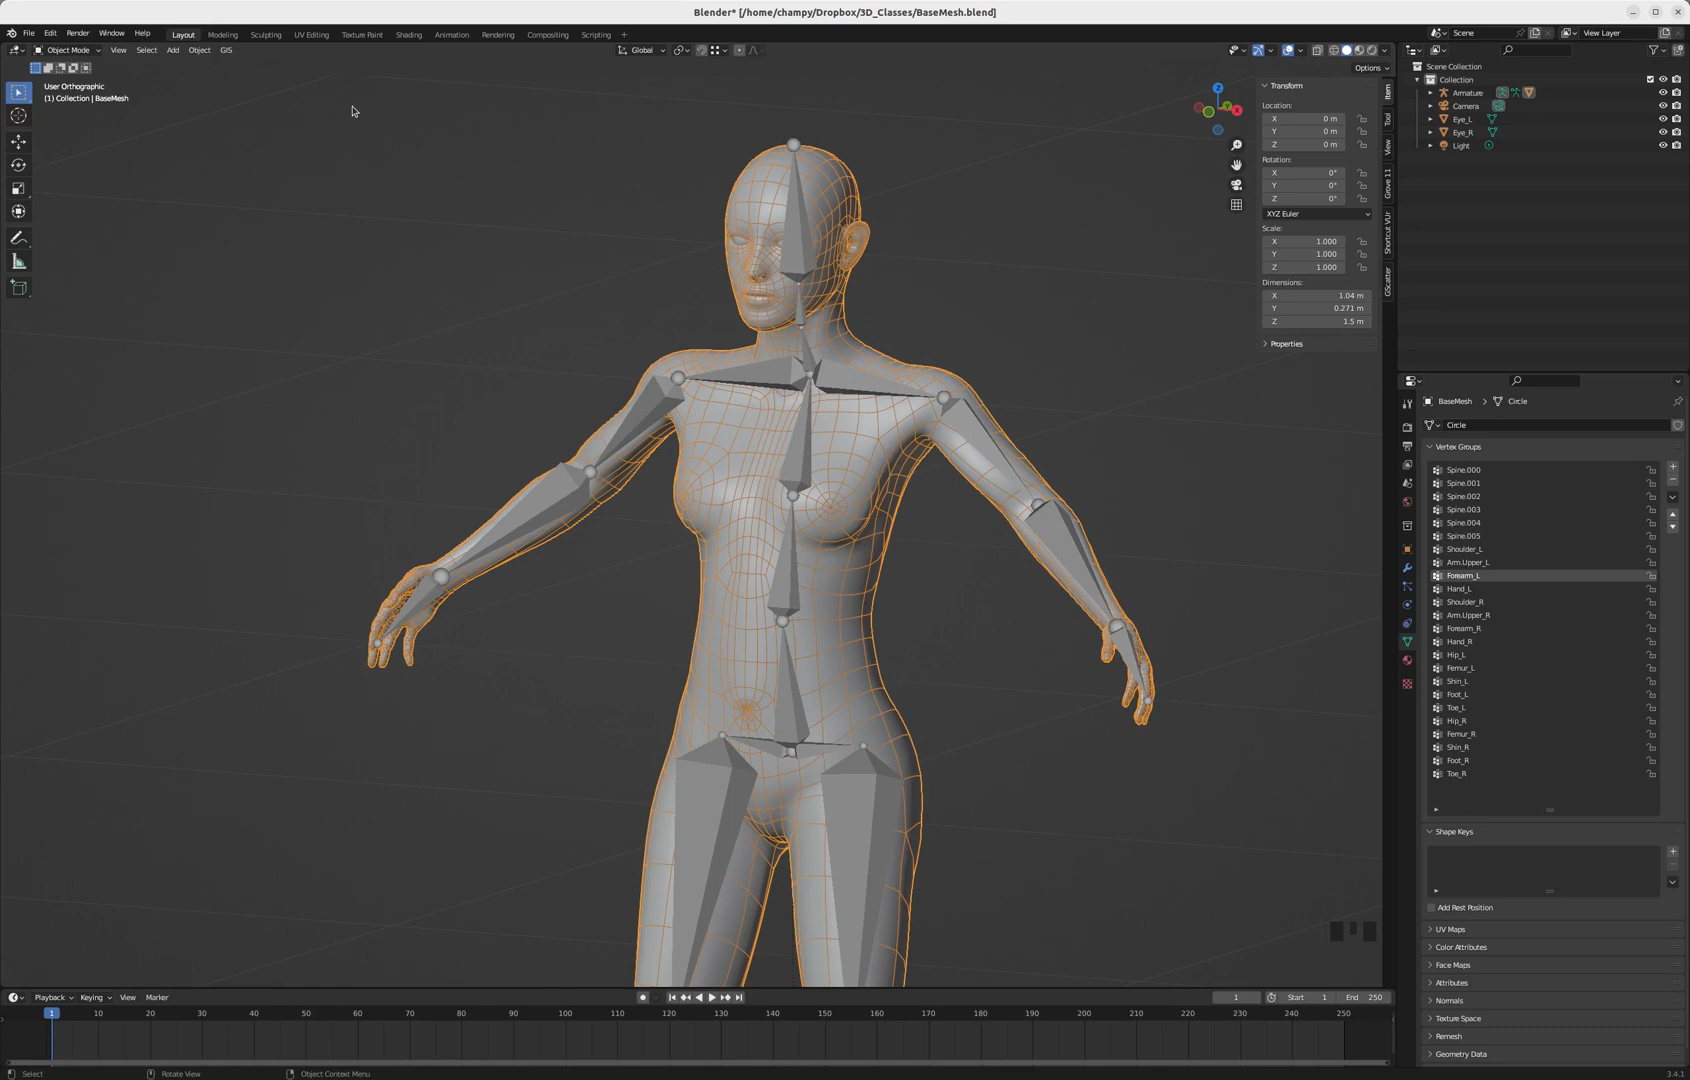 Blender* [/home/champy/Dropbox/3D_Classes/BaseMesh.blend]
File Edit Render Window Help Layout Modeling Sculpting UV Editing Texture Paint Shading Animation Rendering Compositing Scripting + Scene View Layer
Object Mode View Select Add Object GIS Global
Options
User Orthographic
(1) Collection | BaseMesh
Transform
Location:
X 0 m
Y 0 m
Z 0 m
Rotation:
X 0°
Y 0°
Z 0°
XYZ Euler
Scale:
X 1.000
Y 1.000
Z 1.000
Dimensions:
X 1.04 m
Y 0.271 m
Z 1.5 m
Properties
Item
Tool
View
Grove 11
Shortcut VUr
GScatter
Z
Y
X
Scene Collection
Collection
Armature
Camera
Eye_L
Eye_R
Light
BaseMesh > Circle
Circle
Vertex Groups
Spine.000
Spine.001
Spine.002
Spine.003
Spine.004
Spine.005
Shoulder_L
Arm.Upper_L
Forearm_L
Hand_L
Shoulder_R
Arm.Upper_R
Forearm_R
Hand_R
Hip_L
Femur_L
Shin_L
Foot_L
Toe_L
Hip_R
Femur_R
Shin_R
Foot_R
Toe_R
Shape Keys
Add Rest Position
UV Maps
Color Attributes
Face Maps
Attributes
Normals
Texture Space
Remesh
Geometry Data
Playback Keying View Marker 1 Start 1 End 250
1 10 20 30 40 50 60 70 80 90 100 110 120 130 140 150 160 170 180 190 200 210 220 230 240 250
Select Rotate View Object Context Menu 3.4.1